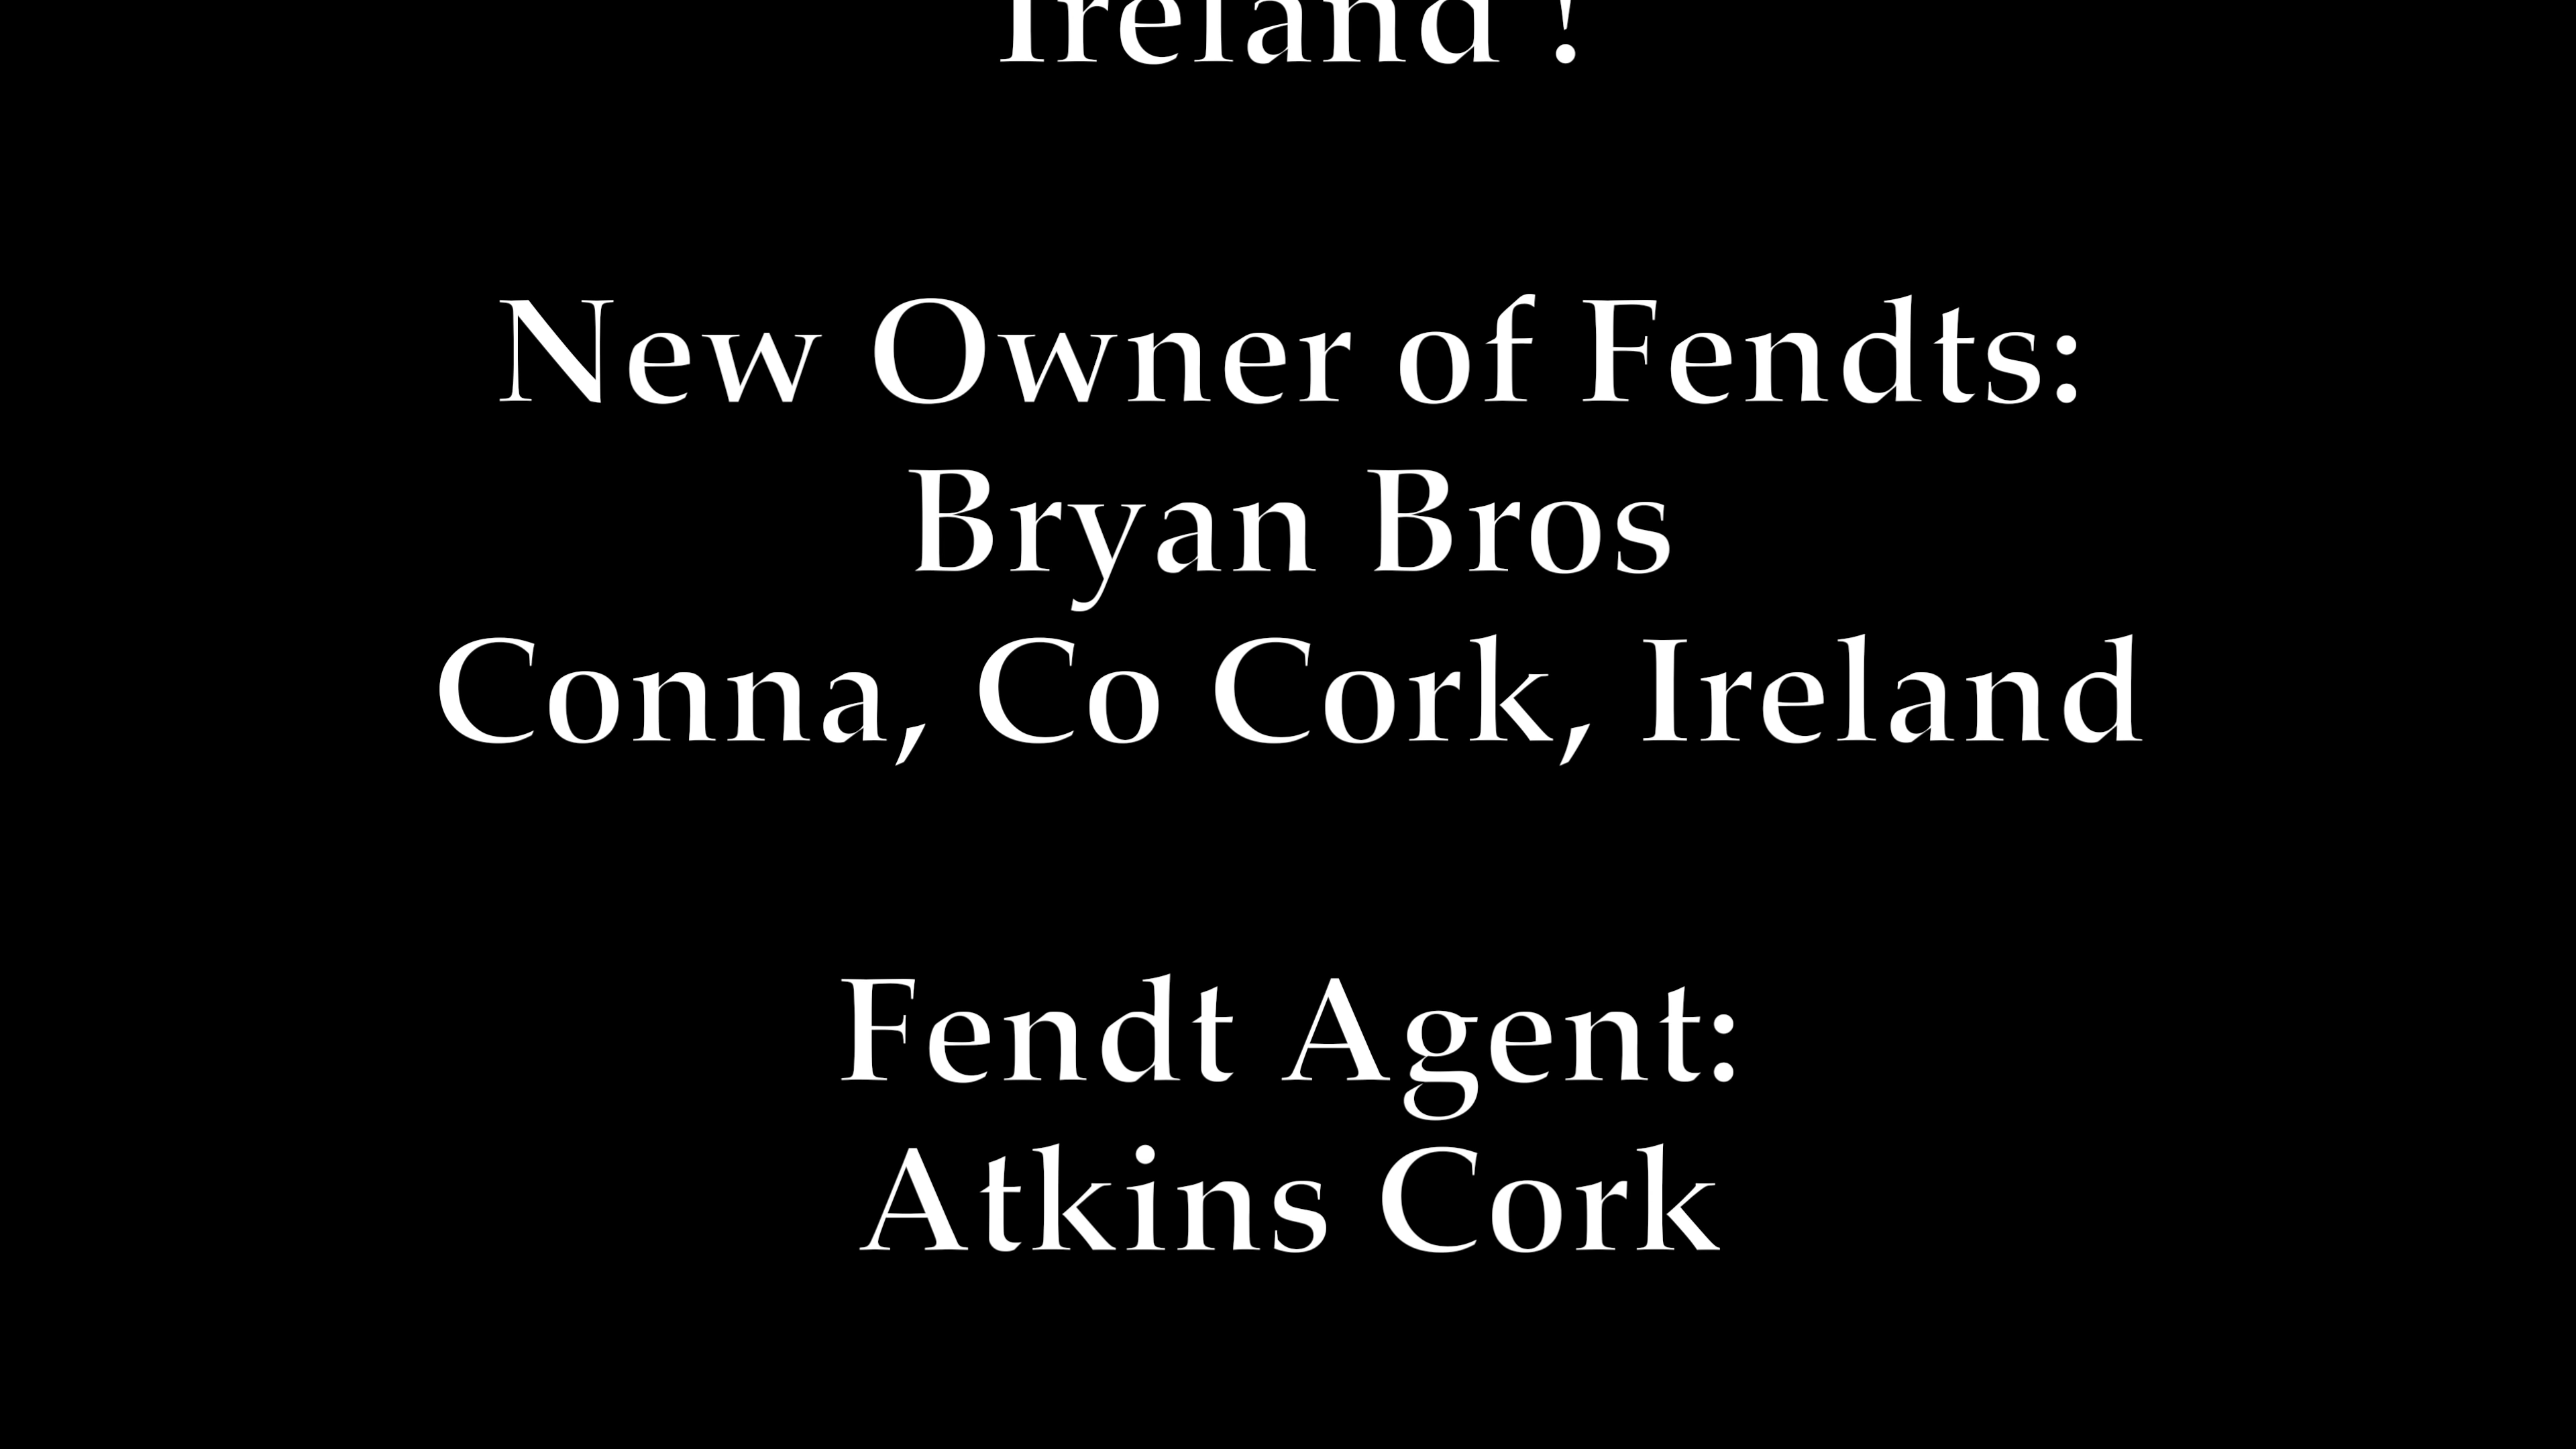 Ireland !
New Owner of Fendts:
Bryan Bros
Conna, Co Cork, Ireland
Fendt Agent:
Atkins Cork